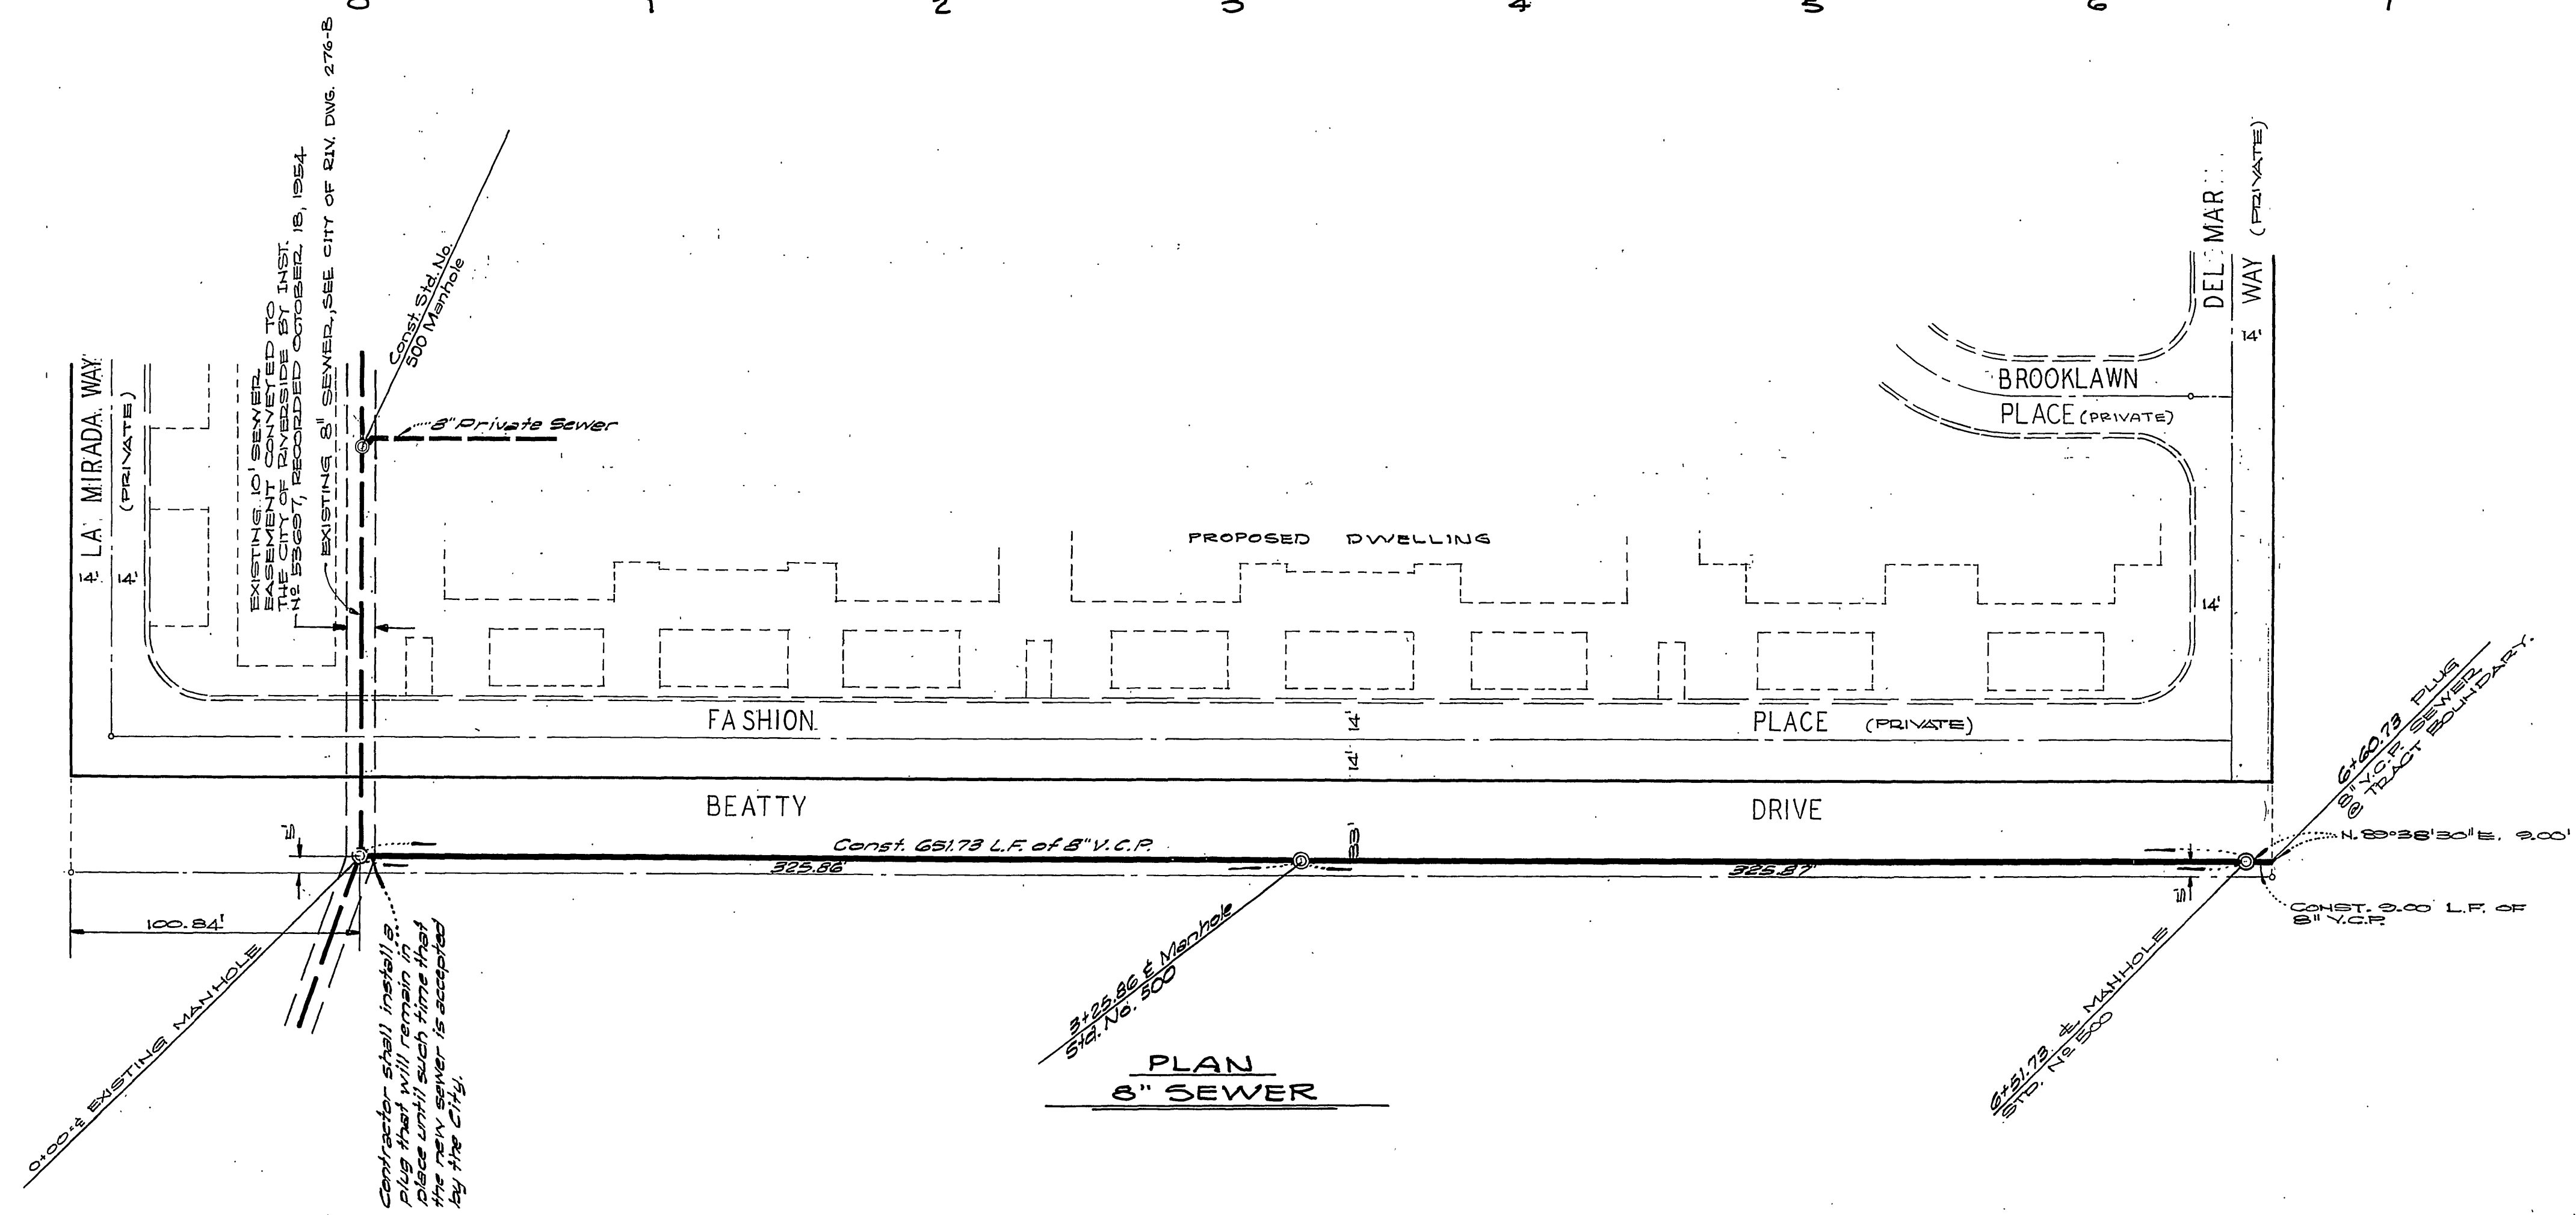 0 1 2 3 4 5 6 7
EXISTING 10' SEWER
EASEMENT CONVEYED TO
THE CITY OF RIVERSIDE BY INST.
Nº 53697, RECORDED OCTOBER 18, 1954
EXISTING 8" SEWER, SEE CITY OF RIV. DWG. 276-B
Const. Std. No.
500 Manhole
8" Private Sewer
LA MIRADA WAY
(PRIVATE)
14'
14'
DEL MAR
WAY (PRIVATE)
14'
14'
BROOKLAWN
PLACE (PRIVATE)
PROPOSED DWELLING
FASHION
PLACE (PRIVATE)
14'
14'
BEATTY
DRIVE
Const. 651.73 L.F. of 8" V.C.P.
325.86'
325.87'
33'
5'
5'
100.84'
6+60.73 PLUG
8" V.C.P. SEWER
@ TRACT BOUNDARY.
N.89°38'30"E. 9.00'
CONST. 9.00' L.F. OF
8" V.C.P.
0+00 ℄ EXISTING MANHOLE
Contractor shall install a
plug that will remain in
place until such time that
the new sewer is accepted
by the City.
3+25.86 ℄ Manhole
Std. No. 500
6+51.73 ℄ MANHOLE
STD. Nº 500
PLAN
8" SEWER